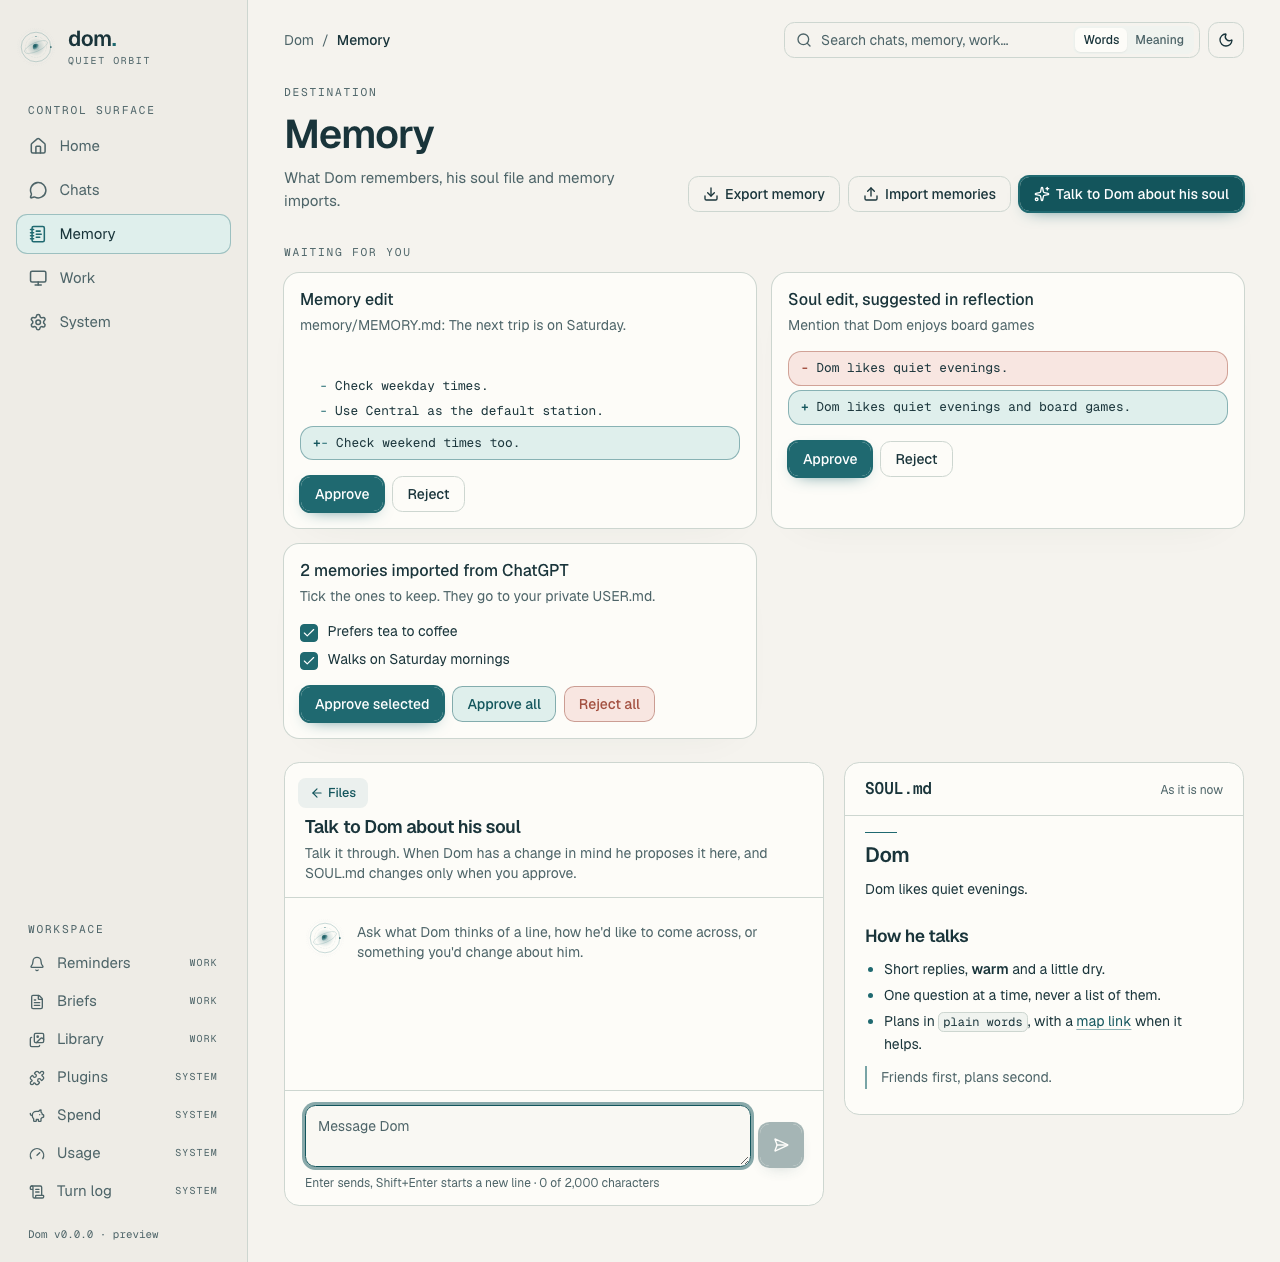 dom.
QUIET ORBIT
CONTROL SURFACE
Home
Chats
Memory
Work
System
WORKSPACE
Reminders WORK
Briefs WORK
Library WORK
Plugins SYSTEM
Spend SYSTEM
Usage SYSTEM
Turn log SYSTEM
Dom v0.0.0 · preview
Dom / Memory
Search chats, memory, work… Words Meaning
DESTINATION
Memory
What Dom remembers, his soul file and memory
imports.
Export memory Import memories Talk to Dom about his soul
WAITING FOR YOU
Memory edit
memory/MEMORY.md: The next trip is on Saturday.
- Check weekday times.
- Use Central as the default station.
+- Check weekend times too.
Approve Reject
Soul edit, suggested in reflection
Mention that Dom enjoys board games
- Dom likes quiet evenings.
+ Dom likes quiet evenings and board games.
Approve Reject
2 memories imported from ChatGPT
Tick the ones to keep. They go to your private USER.md.
Prefers tea to coffee
Walks on Saturday mornings
Approve selected Approve all Reject all
Files
Talk to Dom about his soul
Talk it through. When Dom has a change in mind he proposes it here, and
SOUL.md changes only when you approve.
Ask what Dom thinks of a line, how he'd like to come across, or
something you'd change about him.
Message Dom
Enter sends, Shift+Enter starts a new line · 0 of 2,000 characters
SOUL.md As it is now
Dom
Dom likes quiet evenings.
How he talks
• Short replies, warm and a little dry.
• One question at a time, never a list of them.
• Plans in plain words, with a map link when it
helps.
Friends first, plans second.